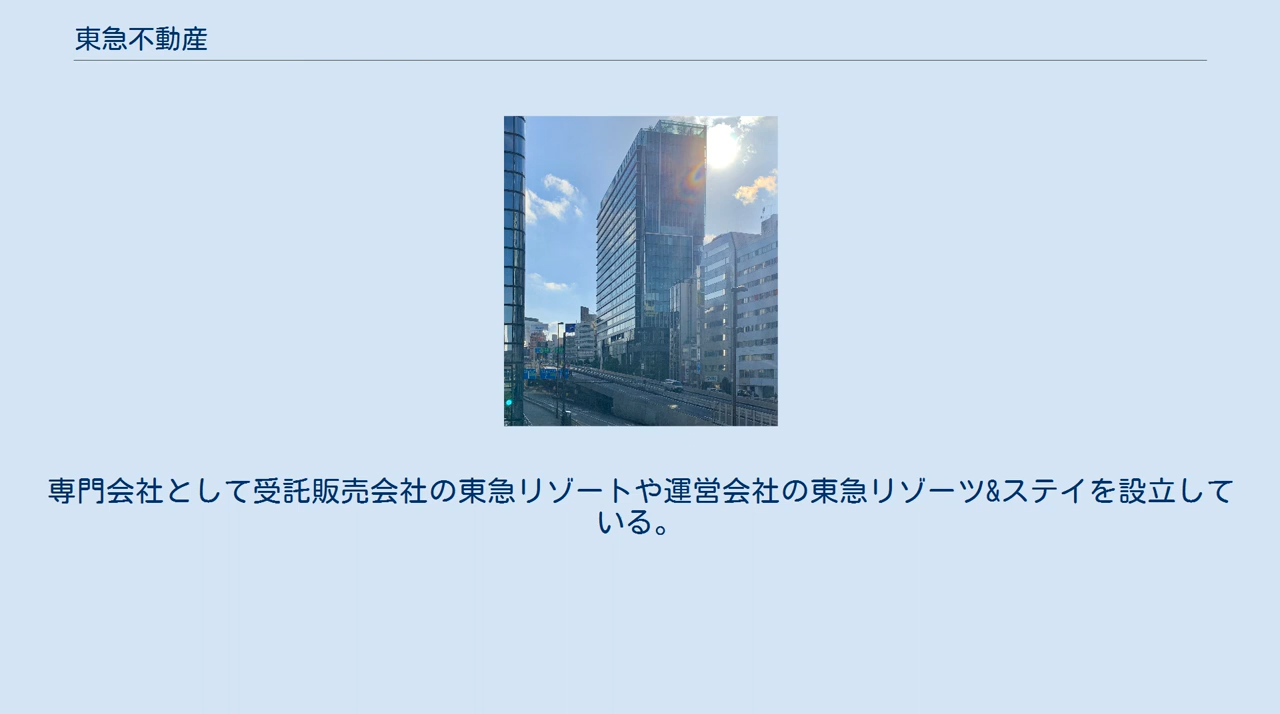 東急不動産
専門会社として受託販売会社の東急リゾートや運営会社の東急リゾーツ&ステイを設立して
いる。